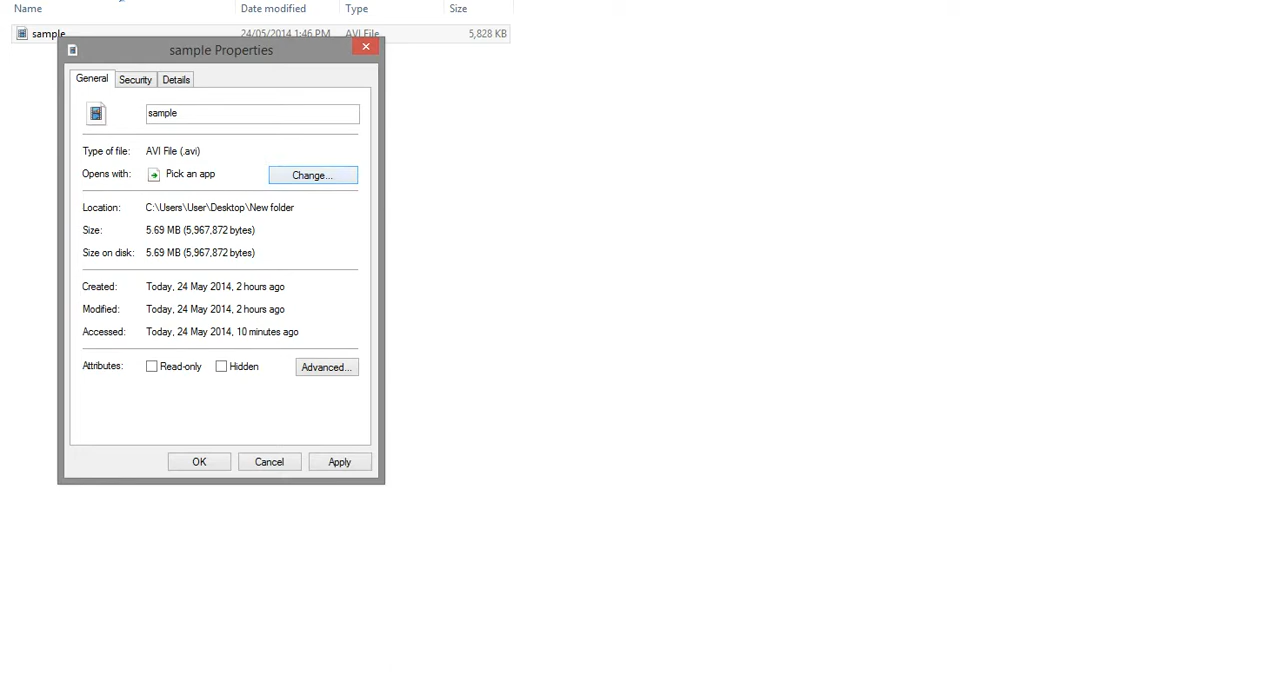 Name Date modified Type Size
sample 24/05/2014 1:46 PM AVI File 5,828 KB
sample Properties
General Security Details
sample
Type of file: AVI File (.avi)
Opens with: Pick an app Change...
Location: C:\Users\User\Desktop\New folder
Size: 5.69 MB (5,967,872 bytes)
Size on disk: 5.69 MB (5,967,872 bytes)
Created: Today, 24 May 2014, 2 hours ago
Modified: Today, 24 May 2014, 2 hours ago
Accessed: Today, 24 May 2014, 10 minutes ago
Attributes: Read-only Hidden Advanced...
OK Cancel Apply